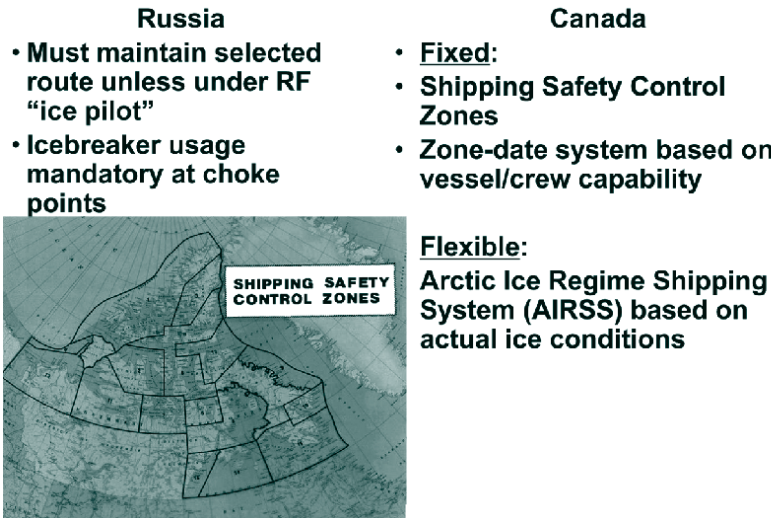 Russia
• Must maintain selected
route unless under RF
“ice pilot”
• Icebreaker usage
mandatory at choke
points
Canada
• Fixed:
• Shipping Safety Control
Zones
• Zone-date system based on
vessel/crew capability
Flexible:
Arctic Ice Regime Shipping
System (AIRSS) based on
actual ice conditions
SHIPPING SAFETY
CONTROL ZONES